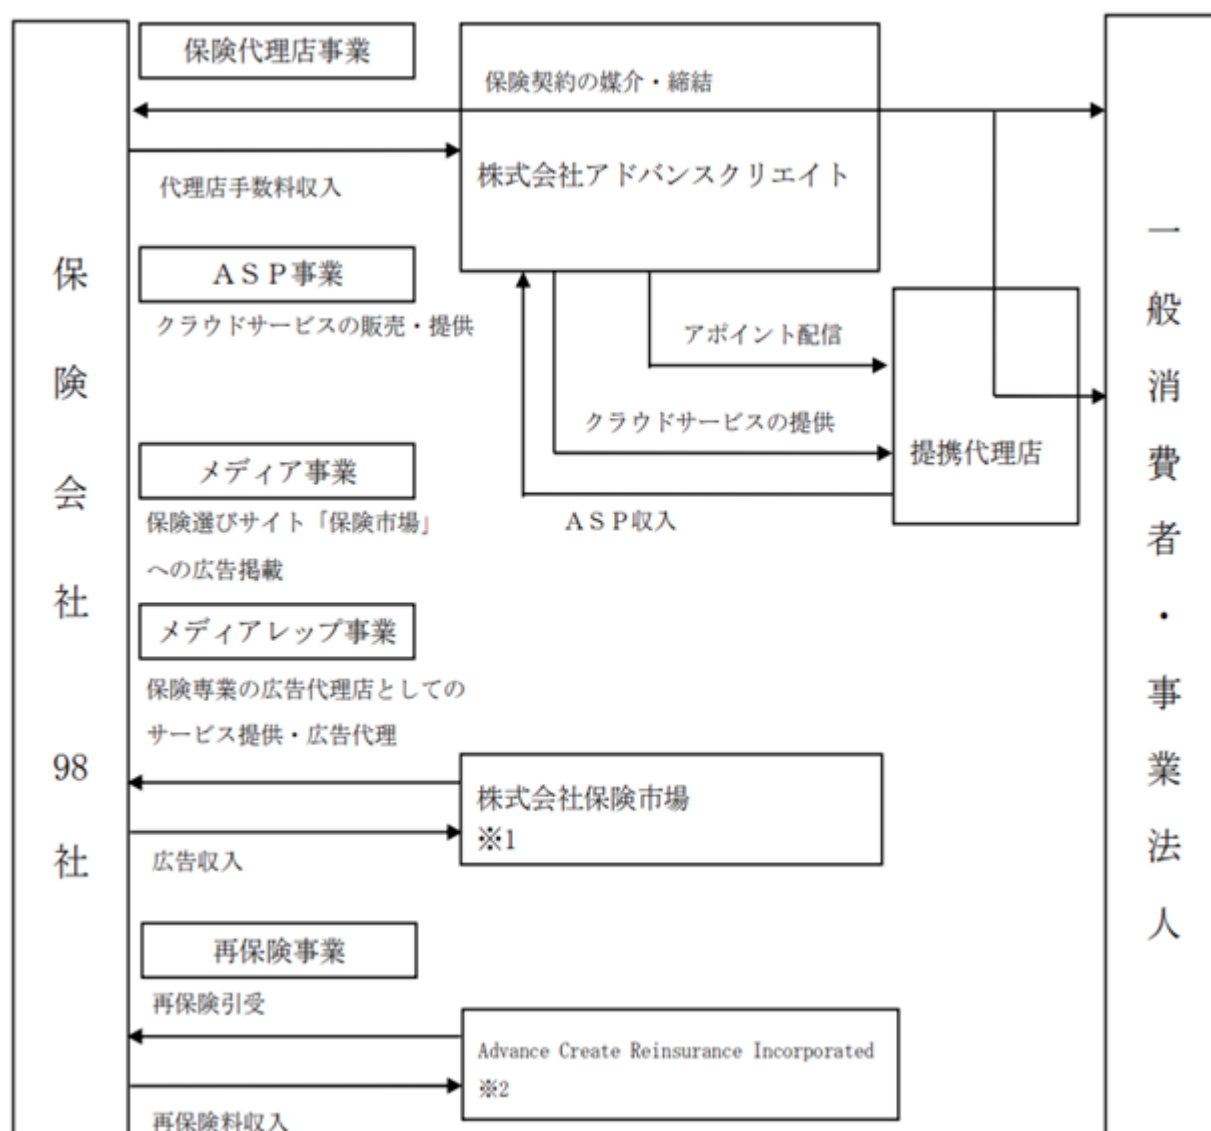 保険会社98社
保険代理店事業
保険契約の媒介・締結
株式会社アドバンスクリエイト
代理店手数料収入
ＡＳＰ事業
クラウドサービスの販売・提供
アポイント配信
クラウドサービスの提供
提携代理店
ＡＳＰ収入
メディア事業
保険選びサイト「保険市場」
への広告掲載
メディアレップ事業
保険専業の広告代理店としての
サービス提供・広告代理
株式会社保険市場
※1
広告収入
再保険事業
再保険引受
Advance Create Reinsurance Incorporated
※2
再保険料収入
一般消費者・事業法人